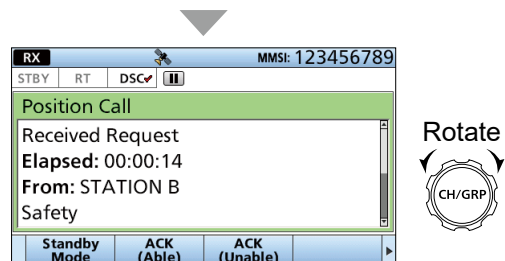 RX MMSI: 123456789
STBY RT DSC
Position Call
Received Request
Elapsed: 00:00:14
From: STATION B
Safety
Standby Mode ACK (Able) ACK (Unable)
Rotate
CH/GRP